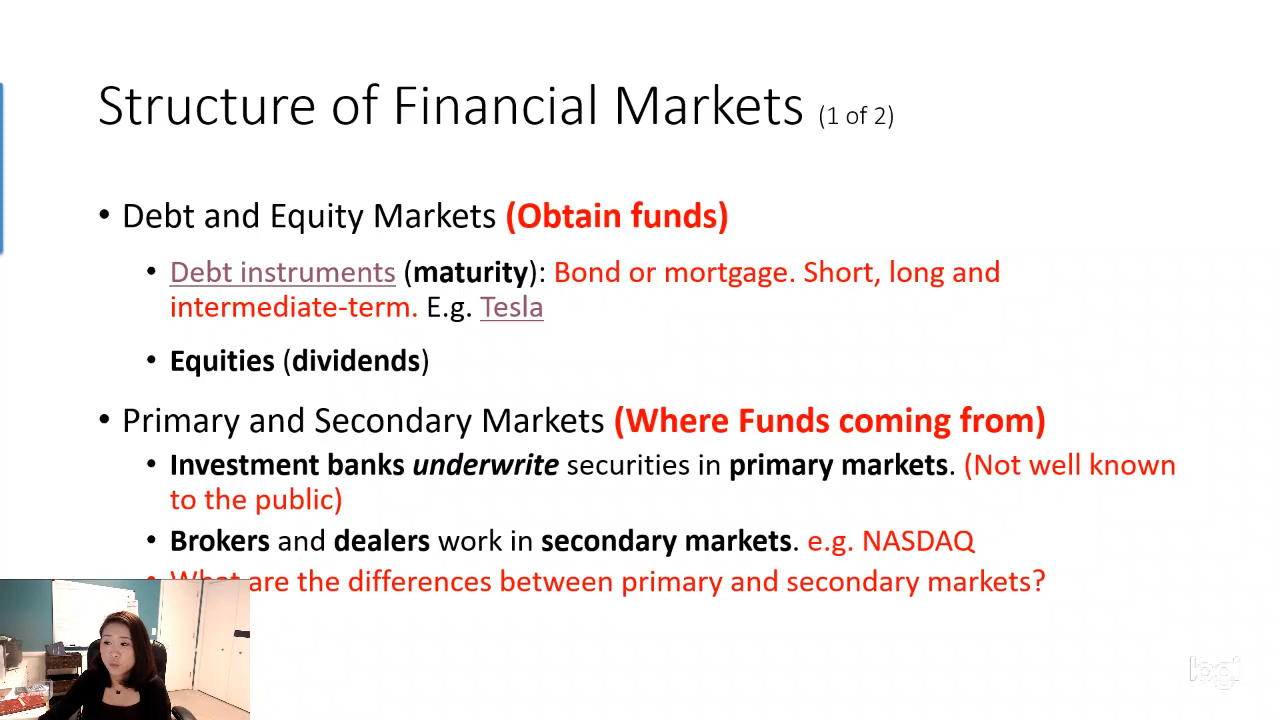 Structure of Financial Markets (1 of 2)
• Debt and Equity Markets (Obtain funds)
• Debt instruments (maturity): Bond or mortgage. Short, long and
intermediate-term. E.g. Tesla
• Equities (dividends)
• Primary and Secondary Markets (Where Funds coming from)
• Investment banks underwrite securities in primary markets. (Not well known
to the public)
• Brokers and dealers work in secondary markets. e.g. NASDAQ
• What are the differences between primary and secondary markets?
logi